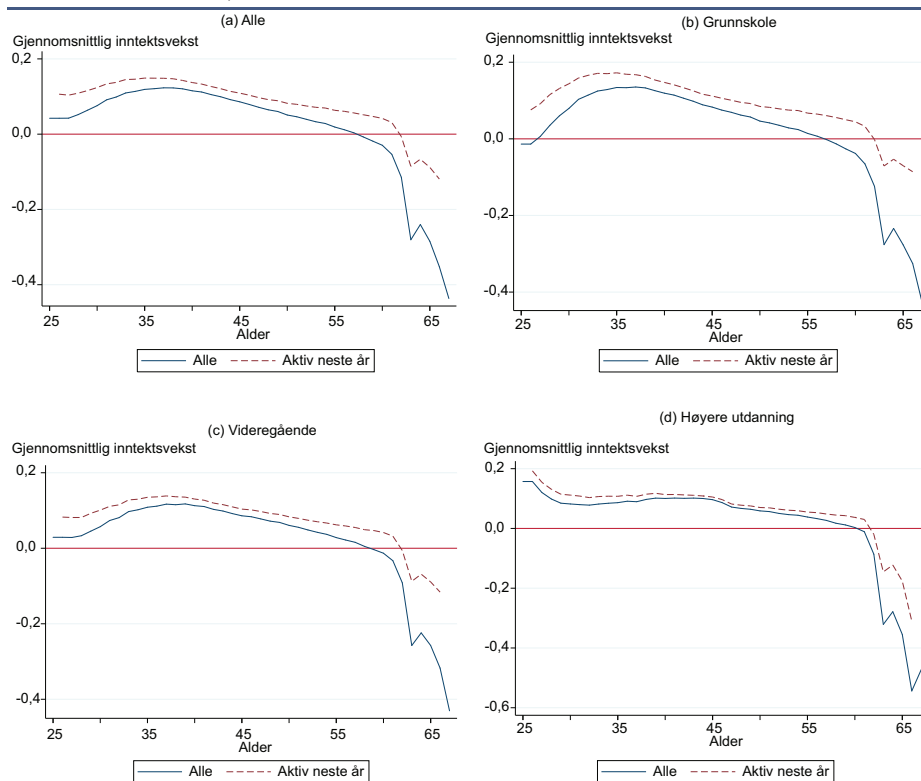 (a) Alle
Gjennomsnittlig inntektsvekst
0,2
0,0
-0,2
-0,4
25 35 45 55 65
Alder
Alle Aktiv neste år
(b) Grunnskole
Gjennomsnittlig inntektsvekst
0,2
0,0
-0,2
-0,4
25 35 45 55 65
Alder
Alle Aktiv neste år
(c) Videregående
Gjennomsnittlig inntektsvekst
0,2
0,0
-0,2
-0,4
25 35 45 55 65
Alder
Alle Aktiv neste år
(d) Høyere utdanning
Gjennomsnittlig inntektsvekst
0,2
0,0
-0,2
-0,4
-0.6
25 35 45 55 65
Alder
Alle Aktiv neste år